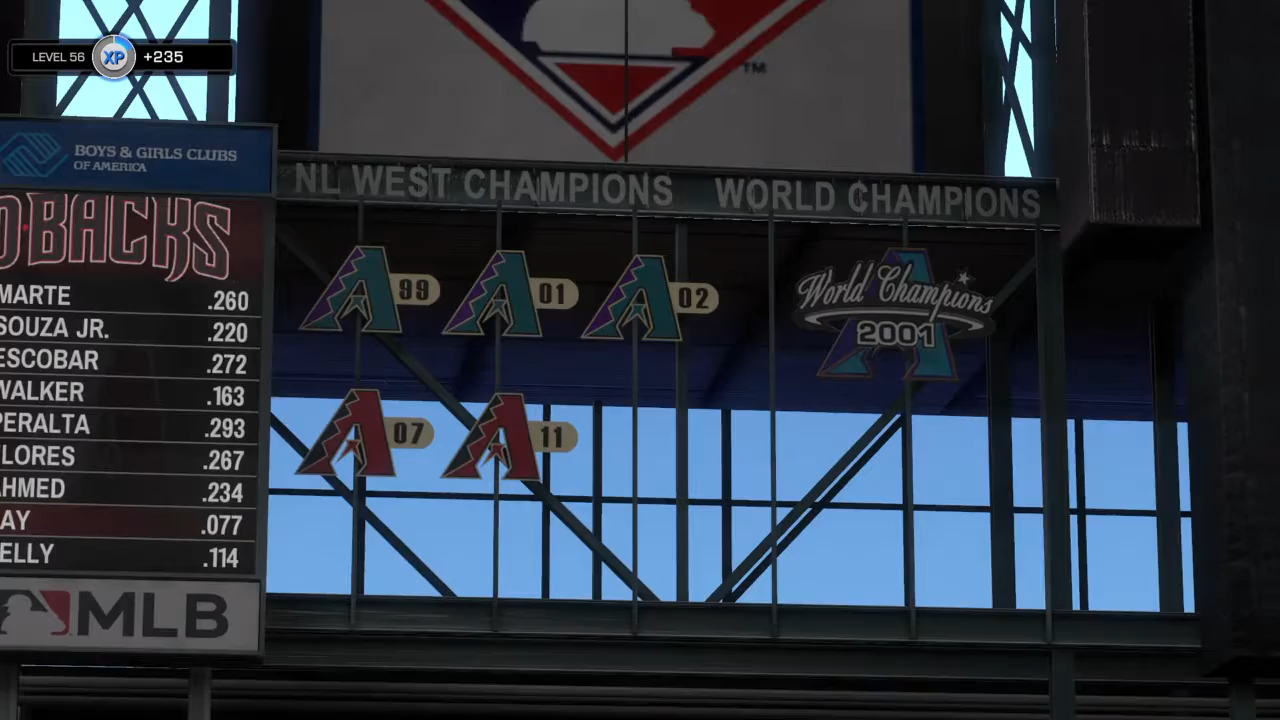 LEVEL 56 XP +235
TM
BOYS & GIRLS CLUBS
OF AMERICA
NL WEST CHAMPIONS WORLD CHAMPIONS
D·BACKS
MARTE .260
SOUZA JR. .220
ESCOBAR .272
WALKER .163
PERALTA .293
LORES .267
AHMED .234
AY .077
ELLY .114
MLB
A 99 A 01 A 02
World Champions
2001
A 07 A 11